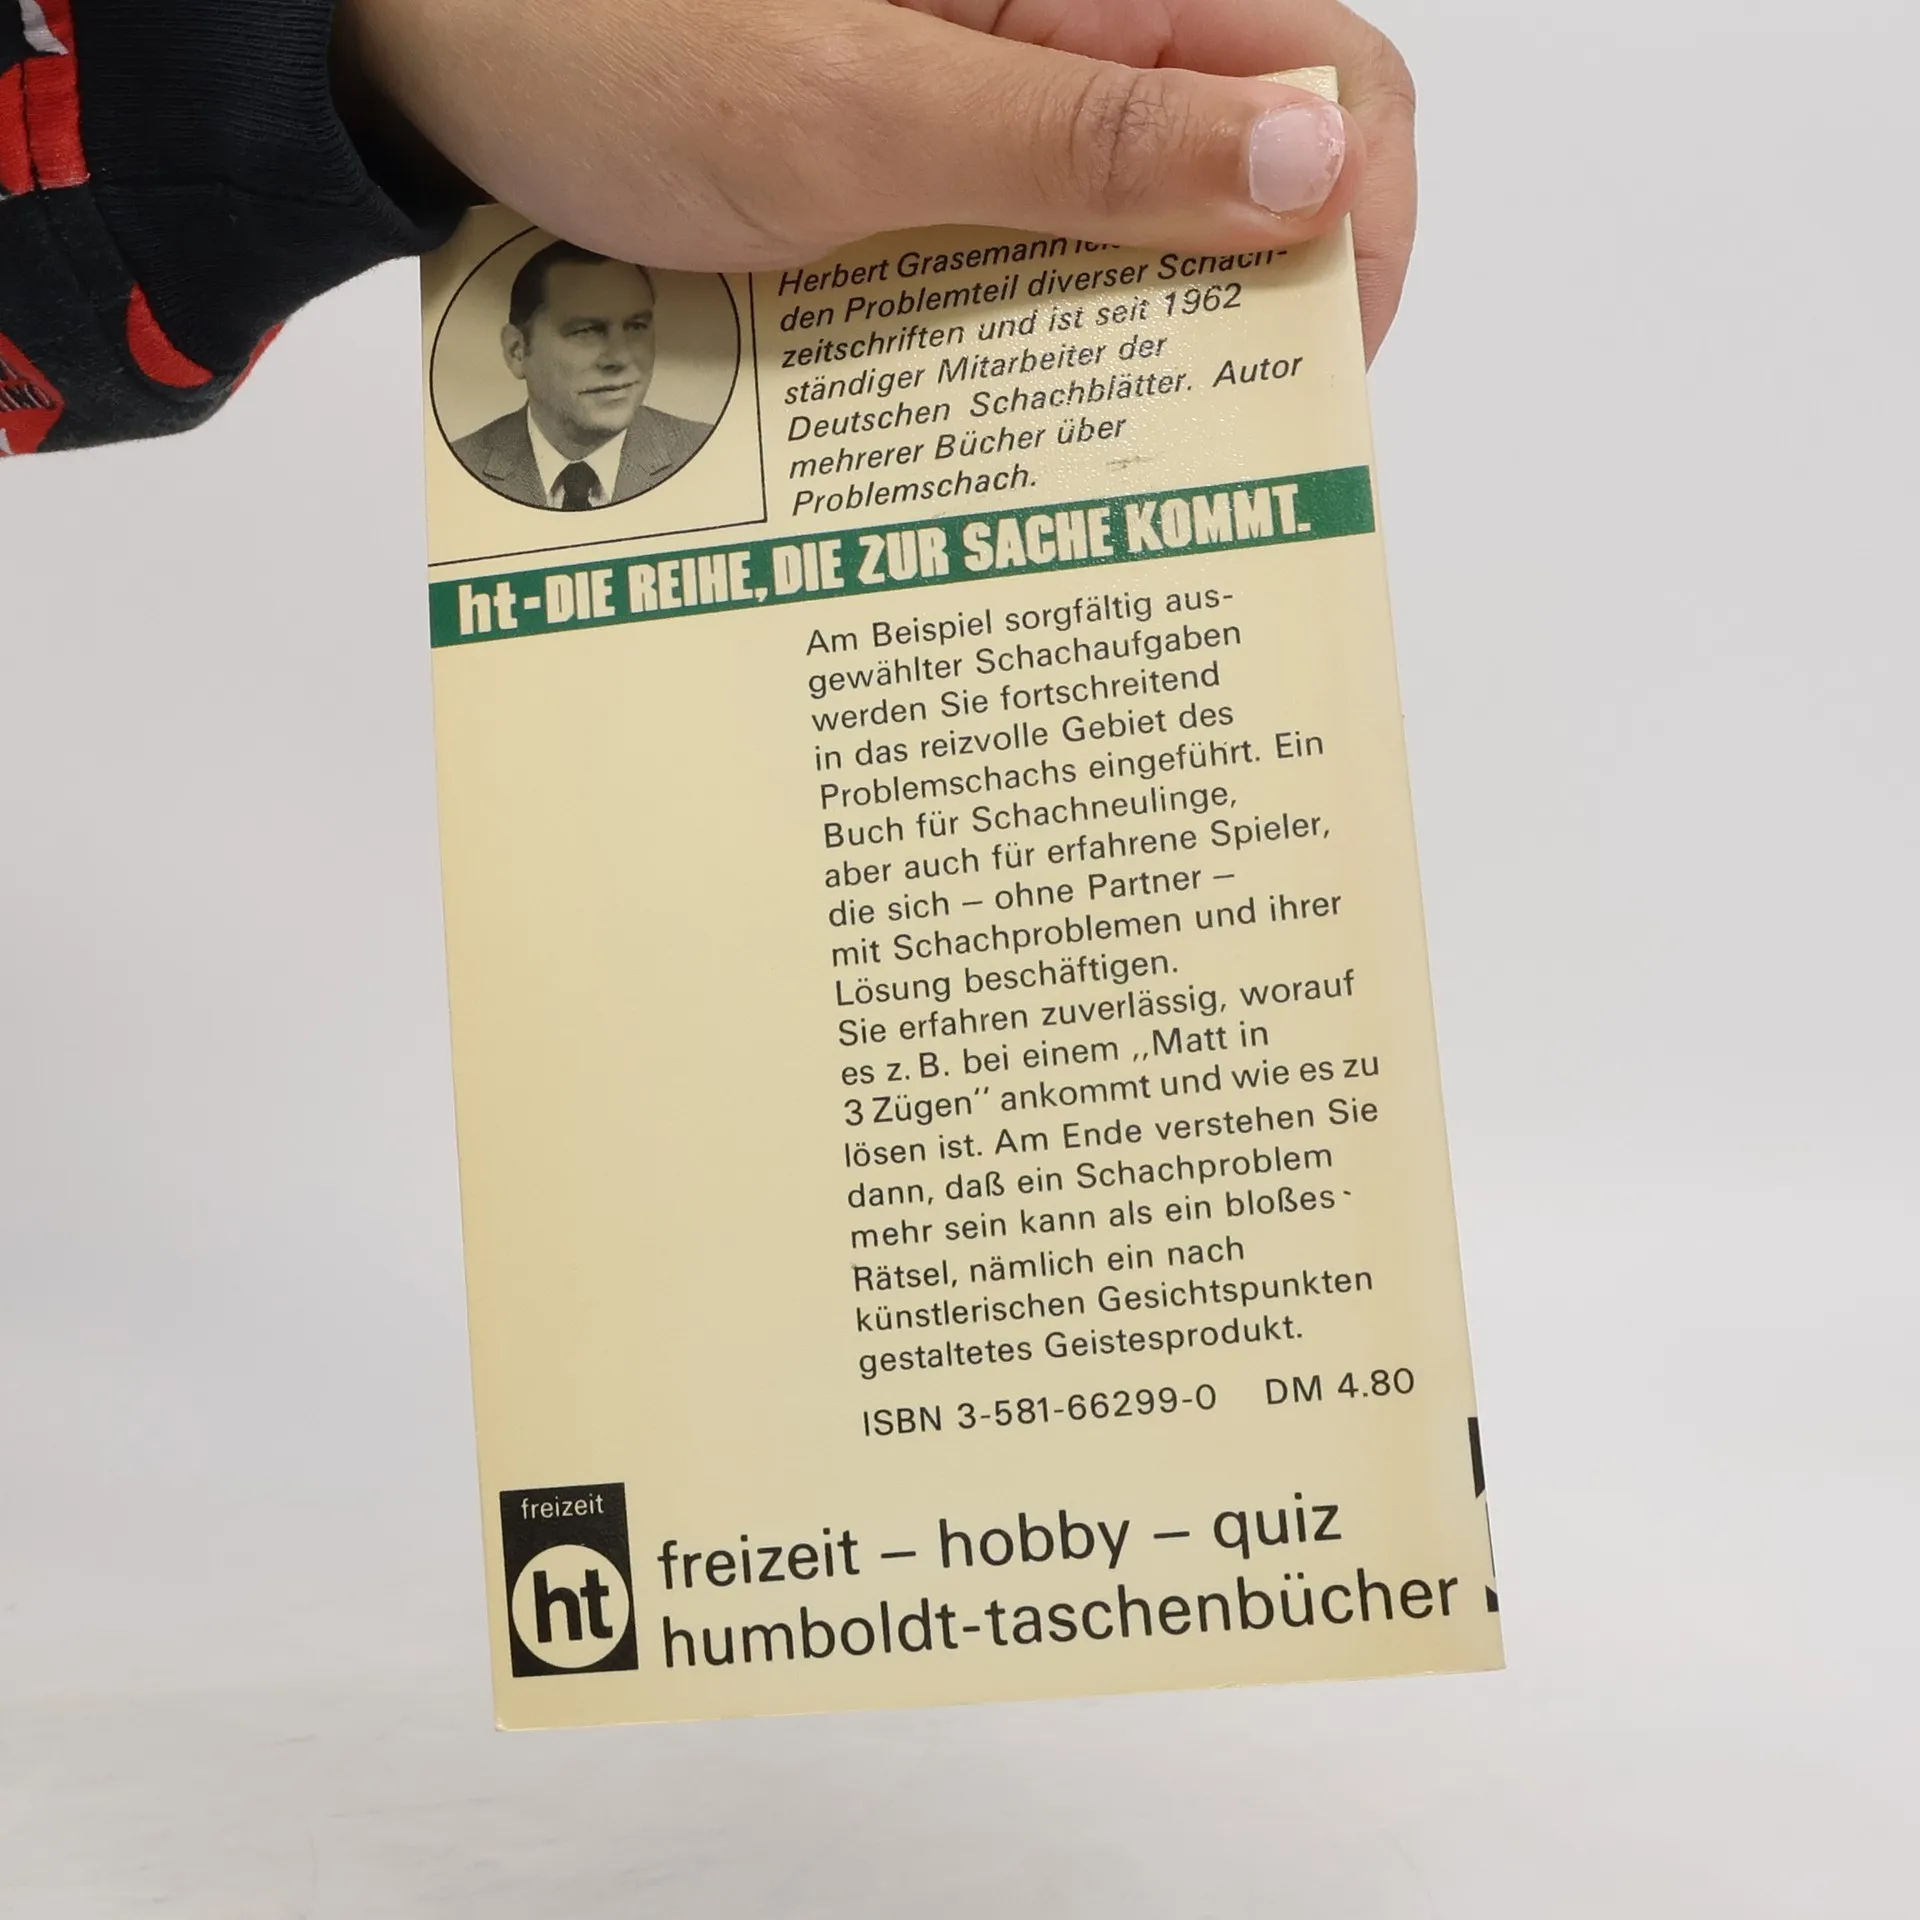 Herbert Grasemann
den Problemteil diverser Schach-
zeitschriften und ist seit 1962
ständiger Mitarbeiter der
Deutschen Schachblätter. Autor
mehrerer Bücher über
Problemschach.
ht-DIE REIHE, DIE ZUR SACHE KOMMT.
Am Beispiel sorgfältig aus-
gewählter Schachaufgaben
werden Sie fortschreitend
in das reizvolle Gebiet des
Problemschachs eingeführt. Ein
Buch für Schachneulinge,
aber auch für erfahrene Spieler,
die sich – ohne Partner –
mit Schachproblemen und ihrer
Lösung beschäftigen.
Sie erfahren zuverlässig, worauf
es z. B. bei einem „Matt in
3 Zügen“ ankommt und wie es zu
lösen ist. Am Ende verstehen Sie
dann, daß ein Schachproblem
mehr sein kann als ein bloßes
Rätsel, nämlich ein nach
künstlerischen Gesichtspunkten
gestaltetes Geistesprodukt.
ISBN 3-581-66299-0 DM 4.80
freizeit
ht
freizeit – hobby – quiz
humboldt-taschenbücher